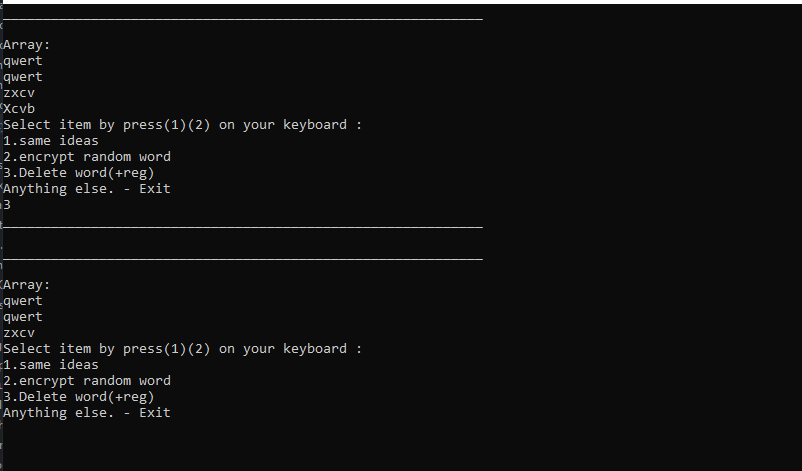 ____________________________________________________________
Array:
qwert
qwert
zxcv
Xcvb
Select item by press(1)(2) on your keyboard :
1.same ideas
2.encrypt random word
3.Delete word(+reg)
Anything else. - Exit
3
____________________________________________________________
____________________________________________________________
Array:
qwert
qwert
zxcv
Select item by press(1)(2) on your keyboard :
1.same ideas
2.encrypt random word
3.Delete word(+reg)
Anything else. - Exit